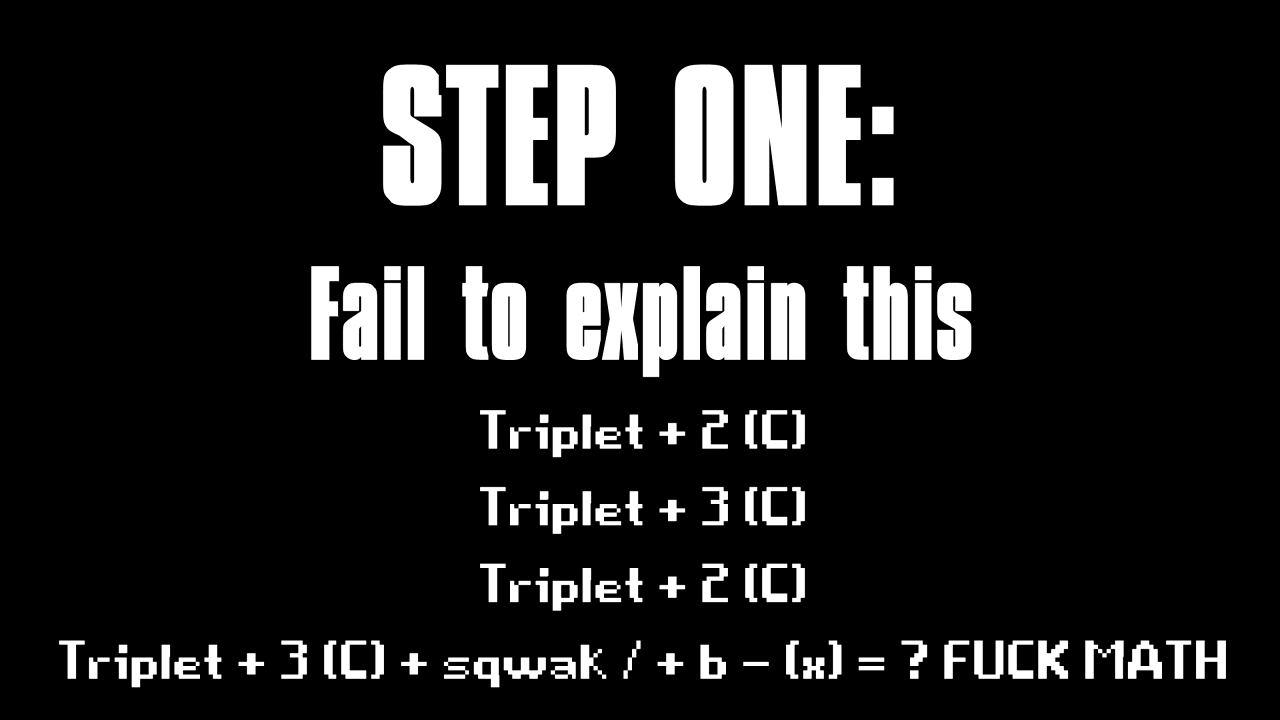 STEP ONE:
Fail to explain this
Triplet + 2 (C)
Triplet + 3 (C)
Triplet + 2 (C)
Triplet + 3 (C) + sqwak / + b - (x) = ? FUCK MATH